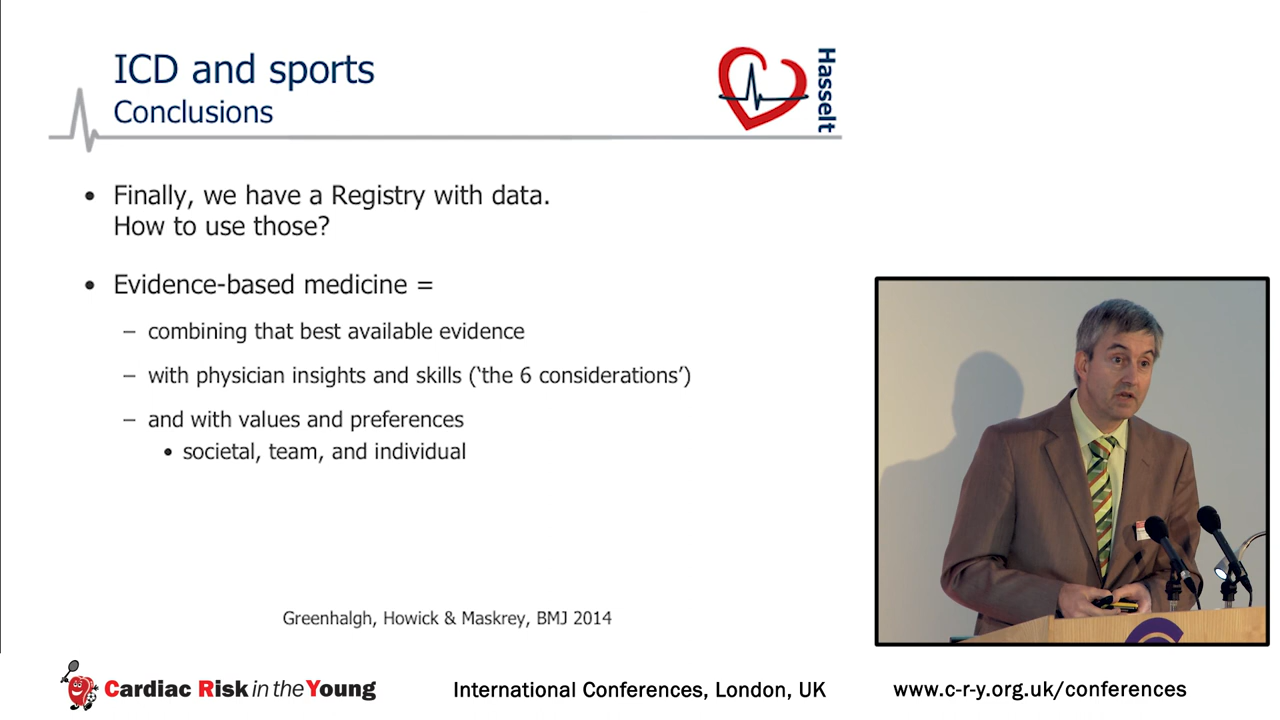 ICD and sports
Conclusions
Hasselt
• Finally, we have a Registry with data.
How to use those?
• Evidence-based medicine =
– combining that best available evidence
– with physician insights and skills (‘the 6 considerations’)
– and with values and preferences
• societal, team, and individual
Greenhalgh, Howick & Maskrey, BMJ 2014
Cardiac Risk in the Young
International Conferences, London, UK
www.c-r-y.org.uk/conferences